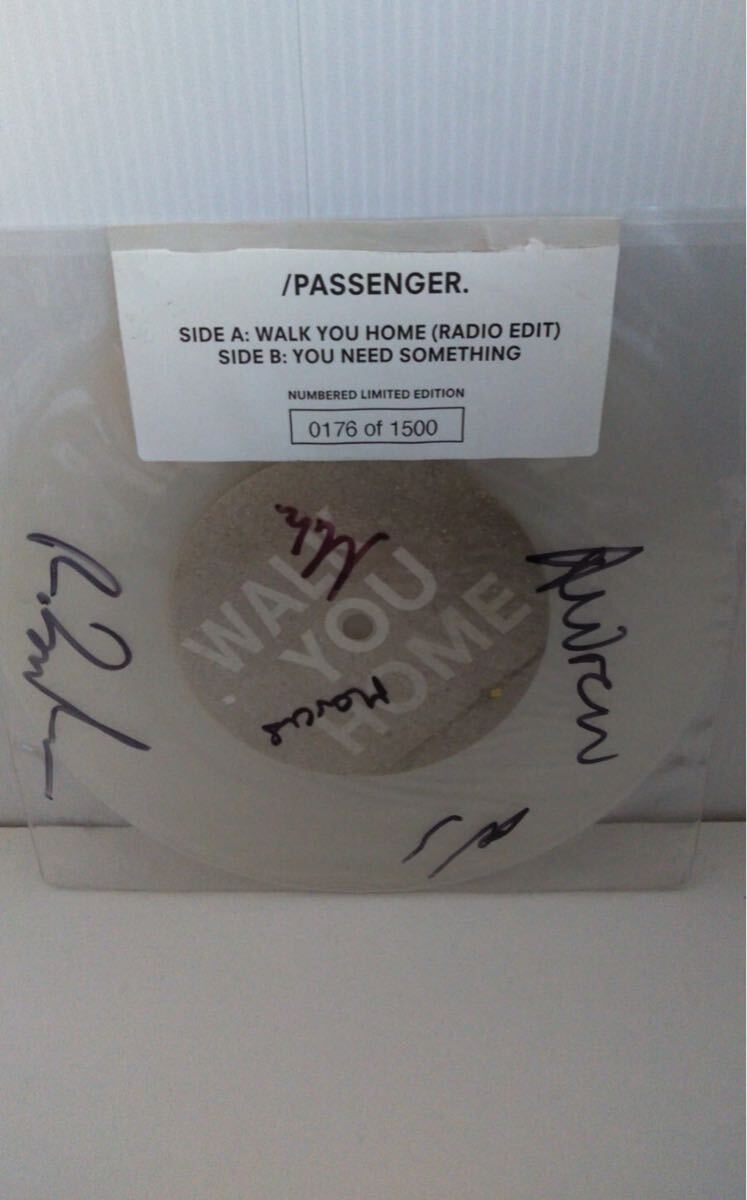 /PASSENGER.
SIDE A: WALK YOU HOME (RADIO EDIT)
SIDE B: YOU NEED SOMETHING
NUMBERED LIMITED EDITION
0176 of 1500
WALK
YOU
HOME
Marcus